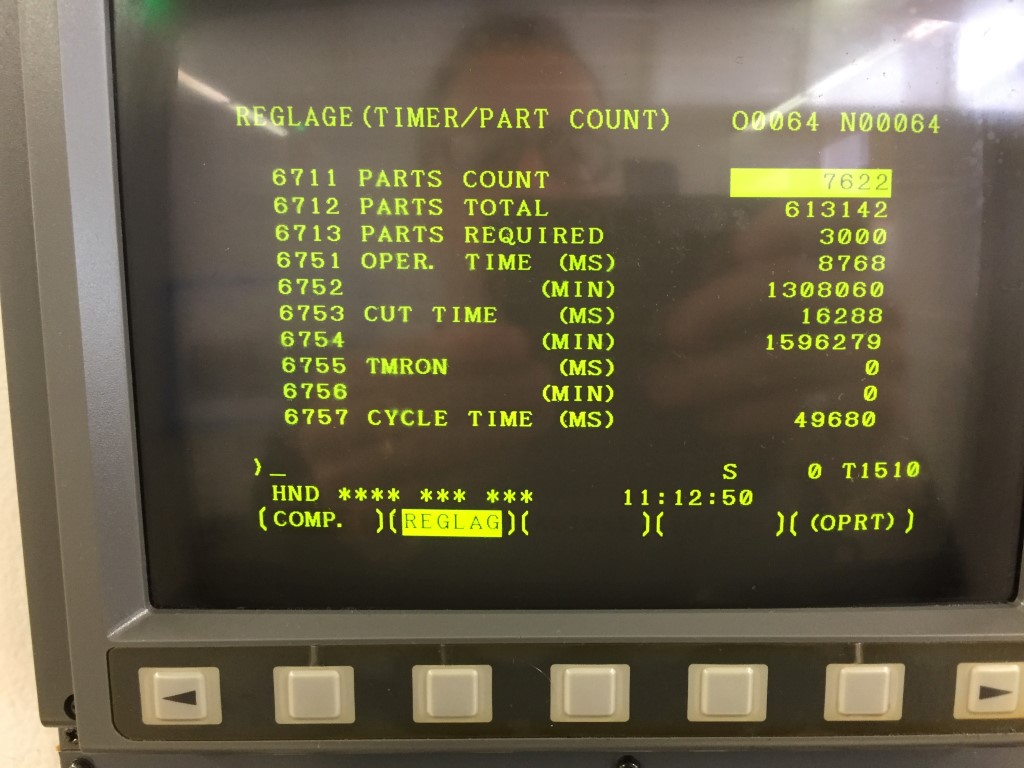 REGLAGE(TIMER/PART COUNT) O0064 N00064
6711 PARTS COUNT 7622
6712 PARTS TOTAL 613142
6713 PARTS REQUIRED 3000
6751 OPER. TIME (MS) 8768
6752 (MIN) 1308060
6753 CUT TIME (MS) 16288
6754 (MIN) 1596279
6755 TMRON (MS) 0
6756 (MIN) 0
6757 CYCLE TIME (MS) 49680
)_ S 0 T1510
HND **** *** *** 11:12:50
(COMP. )(REGLAG)( )( )( (OPRT) )